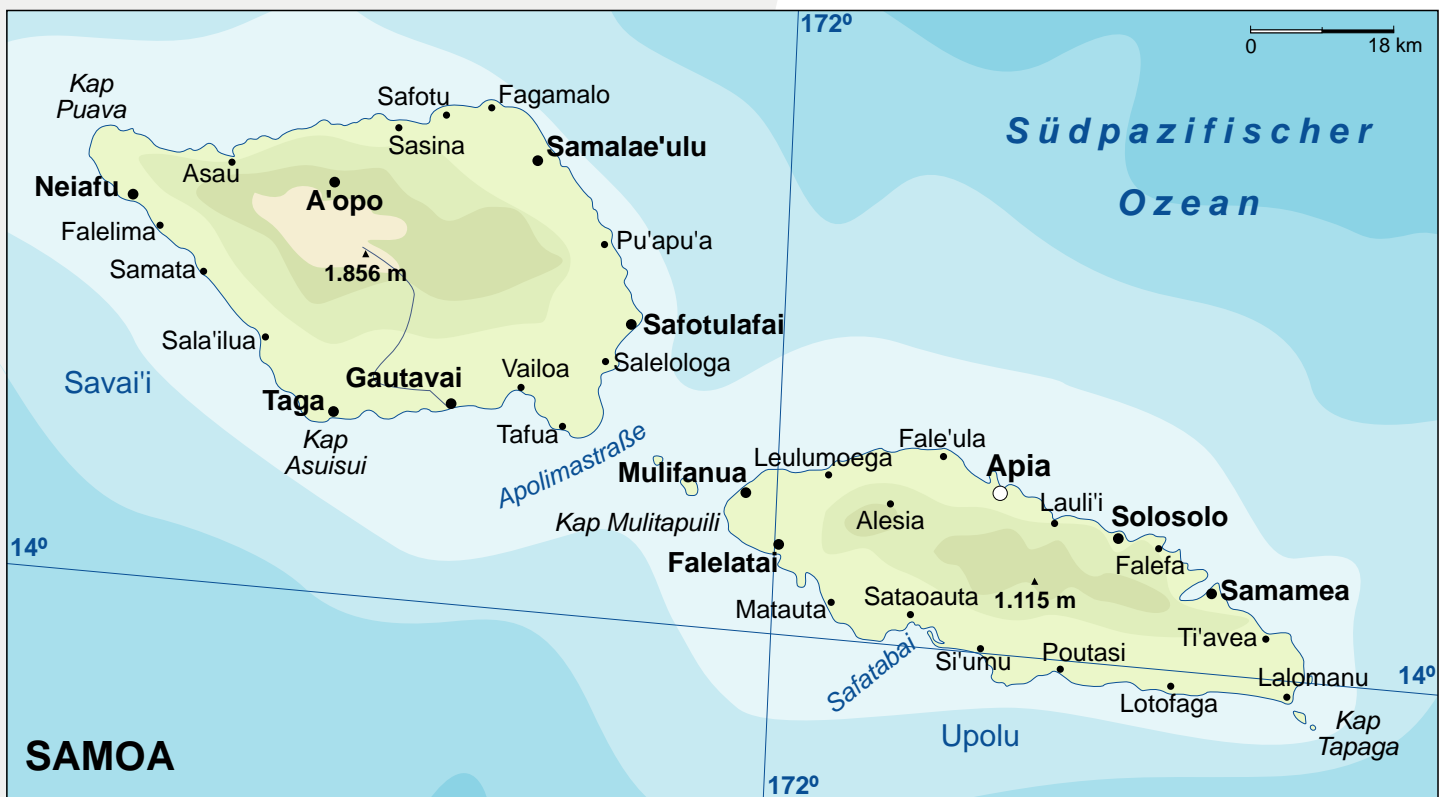 172º
0 18 km
Kap
Puava
Safotu
Fagamalo
Sasina
Samalae'ulu
Südpazifischer
Ozean
Asau
Neiafu
A'opo
Falelima
Pu'apu'a
Samata
1.856 m
Safotulafai
Sala'ilua
Salelologa
Vailoa
Gautavai
Savai'i
Taga
Tafua
Kap
Asuisui
Apolimastraße
Fale'ula
Leulumoega
Mulifanua
Apia
Lauli'i
Kap Mulitapuili
Alesia
Solosolo
14º
Falelatai
Falefa
Samamea
1.115 m
Sataoauta
Matauta
Ti'avea
Safatabai
Si'umu
Poutasi
14º
Lalomanu
Lotofaga
Kap
Tapaga
Upolu
SAMOA
172º